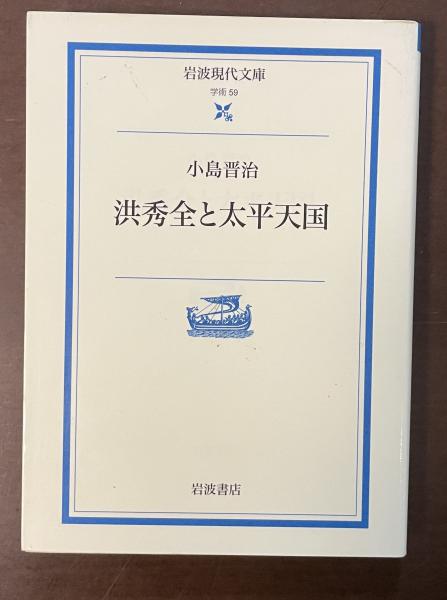 岩波現代文庫
学術 59
小島晋治
洪秀全と太平天国
岩波書店